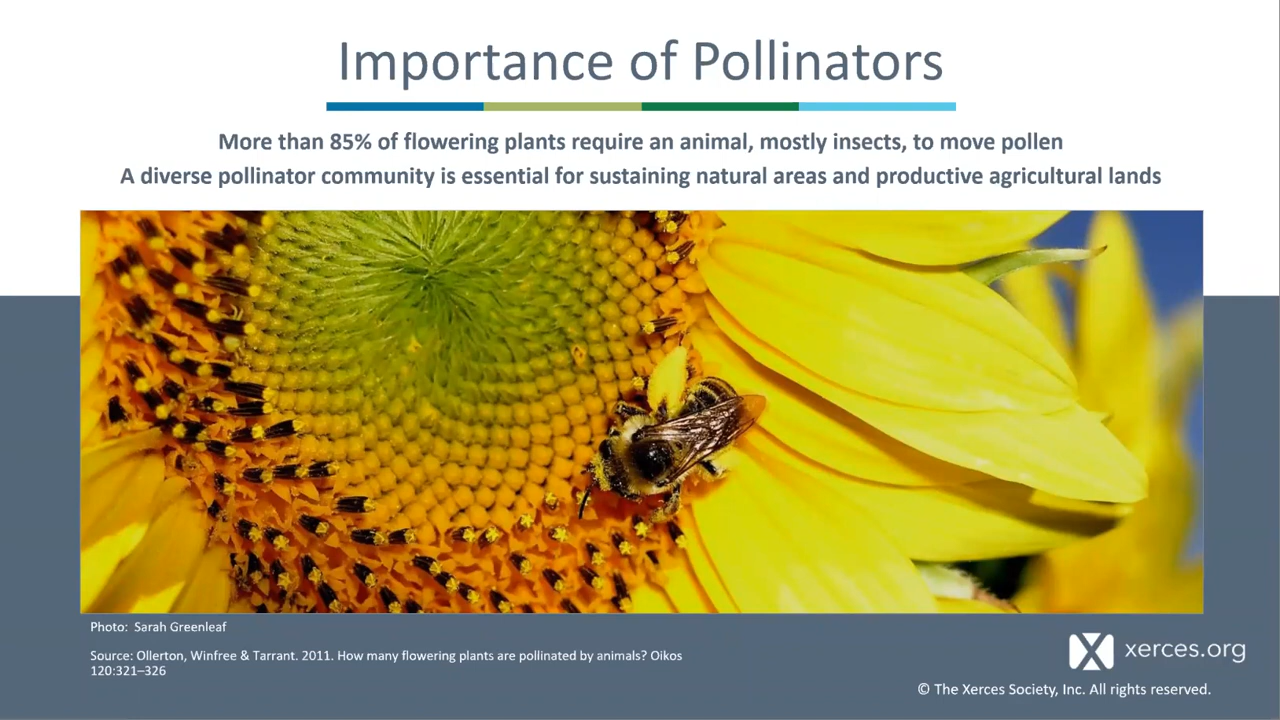 Importance of Pollinators
More than 85% of flowering plants require an animal, mostly insects, to move pollen
A diverse pollinator community is essential for sustaining natural areas and productive agricultural lands
Photo:  Sarah Greenleaf
Source: Ollerton, Winfree & Tarrant. 2011. How many flowering plants are pollinated by animals? Oikos
120:321–326
xerces.org
© The Xerces Society, Inc. All rights reserved.